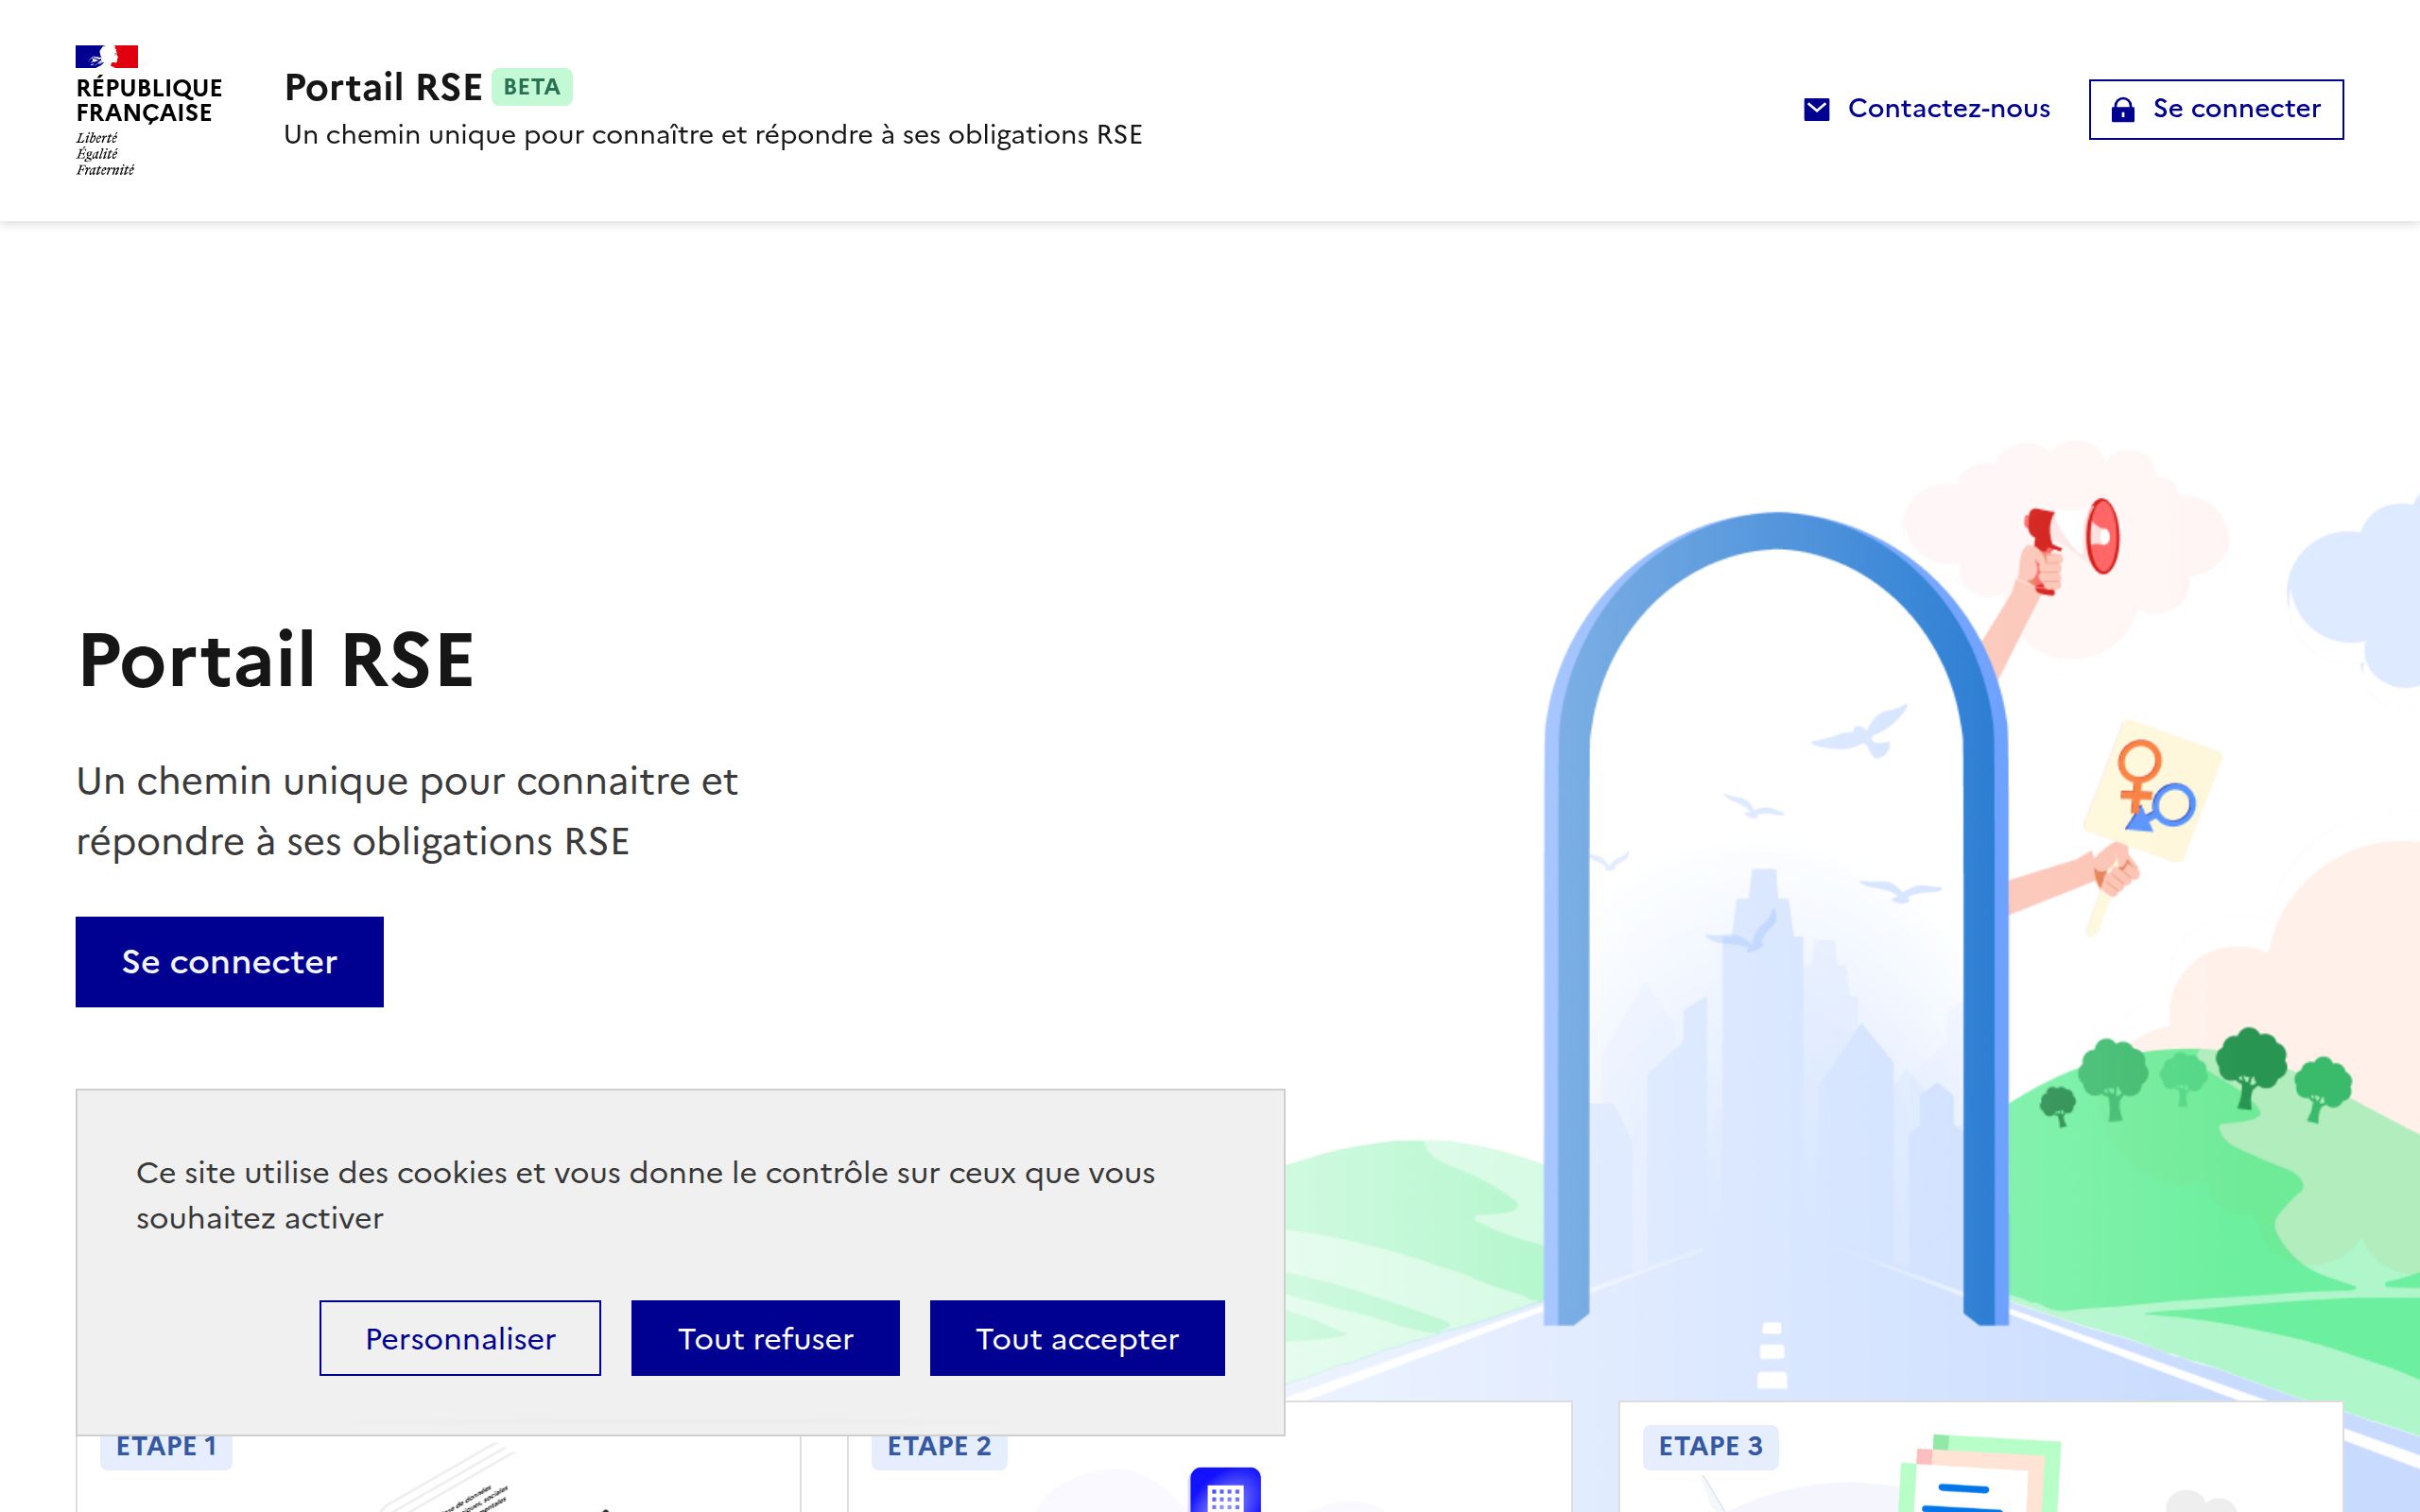 RÉPUBLIQUE
FRANÇAISE
Liberté
Égalité
Fraternité
Portail RSE BETA
Un chemin unique pour connaître et répondre à ses obligations RSE
Contactez-nous
Se connecter
Portail RSE
Un chemin unique pour connaitre et
répondre à ses obligations RSE
Se connecter
Ce site utilise des cookies et vous donne le contrôle sur ceux que vous
souhaitez activer
Personnaliser
Tout refuser
Tout accepter
ETAPE 1
ETAPE 2
ETAPE 3
de données
sociales